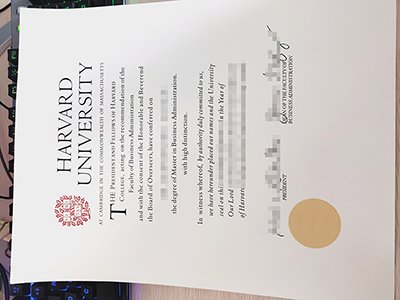 HARVARD
UNIVERSITY
AT CAMBRIDGE IN THE COMMONWEALTH OF MASSACHUSETTS
THE PRESIDENT AND FELLOWS OF HARVARD
COLLEGE, acting on the recommendation of the
Faculty of Business Administration
and with the consent of the Honorable and Reverend
the Board of Overseers, have conferred on
the degree of Master in Business Administration.
with high distinction.
In witness whereof, by authority duly committed to us,
we have hereunder placed our names and the University
seal on this
in the Year of
Our Lord
of Harvard
PRESIDENT
OF THE FACULTY OF
BUSINESS ADMINISTRATION